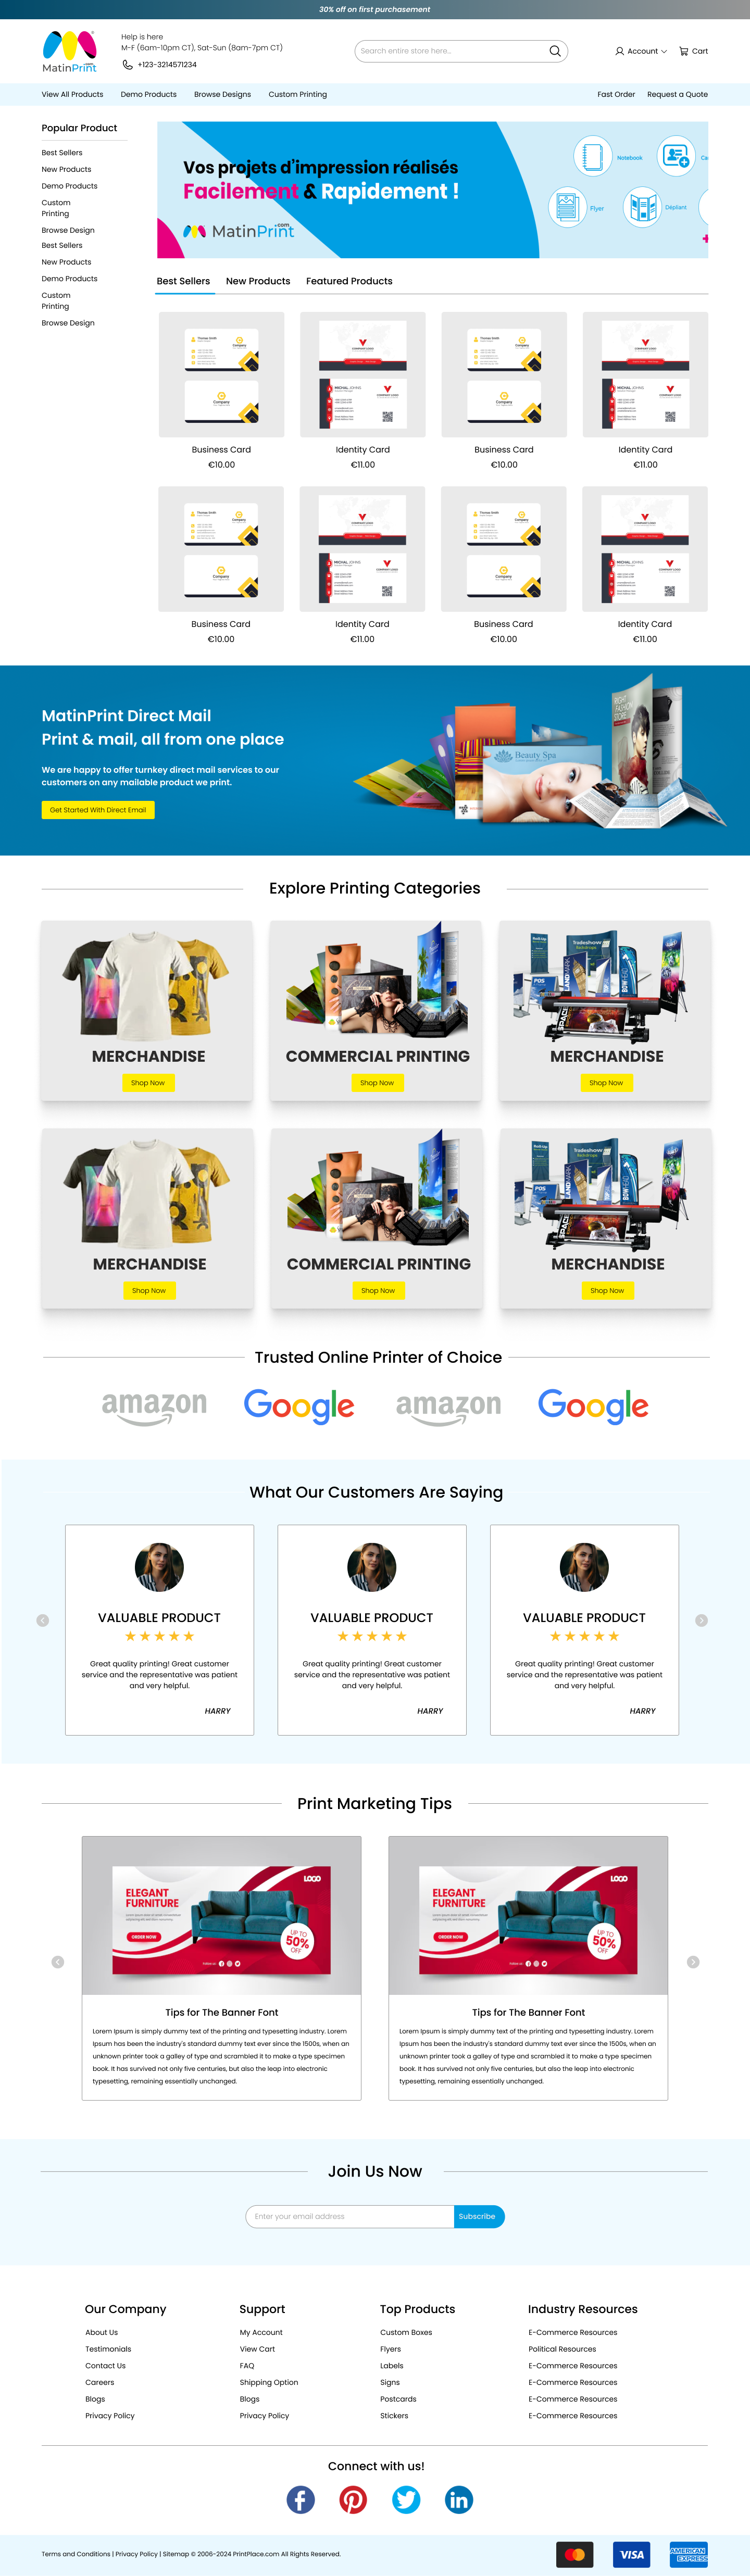 30% off on first purchasement
Help is here
M-F (6am-10pm CT), Sat-Sun (8am-7pm CT)
+123-3214571234
MatinPrint
.com
Search entire store here...
Account
Cart
View All Products
Demo Products
Browse Designs
Custom Printing
Fast Order
Request a Quote
Popular Product
Best Sellers
New Products
Demo Products
Custom
Printing
Browse Design
Best Sellers
New Products
Demo Products
Custom
Printing
Browse Design
Vos projets d'impression réalisés
Facilement & Rapidement !
MatinPrint
.com
Notebook
Ca
Flyer
Dépliant
Best Sellers
New Products
Featured Products
Business Card
€10.00
Identity Card
€11.00
Business Card
€10.00
Identity Card
€11.00
Business Card
€10.00
Identity Card
€11.00
Business Card
€10.00
Identity Card
€11.00
MatinPrint Direct Mail
Print & mail, all from one place
We are happy to offer turnkey direct mail services to our
customers on any mailable product we print.
Get Started With Direct Email
Beauty Spa
RIGHT
FASHION
STORE
Explore Printing Categories
MERCHANDISE
Shop Now
COMMERCIAL PRINTING
Shop Now
MERCHANDISE
Shop Now
MERCHANDISE
Shop Now
COMMERCIAL PRINTING
Shop Now
MERCHANDISE
Shop Now
Trusted Online Printer of Choice
amazon
Google
amazon
Google
What Our Customers Are Saying
VALUABLE PRODUCT
Great quality printing! Great customer
service and the representative was patient
and very helpful.
HARRY
VALUABLE PRODUCT
Great quality printing! Great customer
service and the representative was patient
and very helpful.
HARRY
VALUABLE PRODUCT
Great quality printing! Great customer
service and the representative was patient
and very helpful.
HARRY
Print Marketing Tips
ELEGANT
FURNITURE
LOGO
ORDER NOW
UP TO
50%
OFF
Tips for The Banner Font
Lorem Ipsum is simply dummy text of the printing and typesetting industry. Lorem
Ipsum has been the industry's standard dummy text ever since the 1500s, when an
unknown printer took a galley of type and scrambled it to make a type specimen
book. It has survived not only five centuries, but also the leap into electronic
typesetting, remaining essentially unchanged.
ELEGANT
FURNITURE
LOGO
ORDER NOW
UP TO
50%
OFF
Tips for The Banner Font
Lorem Ipsum is simply dummy text of the printing and typesetting industry. Lorem
Ipsum has been the industry's standard dummy text ever since the 1500s, when an
unknown printer took a galley of type and scrambled it to make a type specimen
book. It has survived not only five centuries, but also the leap into electronic
typesetting, remaining essentially unchanged.
Join Us Now
Enter your email address
Subscribe
Our Company
About Us
Testimonials
Contact Us
Careers
Blogs
Privacy Policy
Support
My Account
View Cart
FAQ
Shipping Option
Blogs
Privacy Policy
Top Products
Custom Boxes
Flyers
Labels
Signs
Postcards
Stickers
Industry Resources
E-Commerce Resources
Political Resources
E-Commerce Resources
E-Commerce Resources
E-Commerce Resources
E-Commerce Resources
Connect with us!
Terms and Conditions | Privacy Policy | Sitemap © 2006-2024 PrintPlace.com All Rights Reserved.
VISA
AMERICAN
EXPRESS